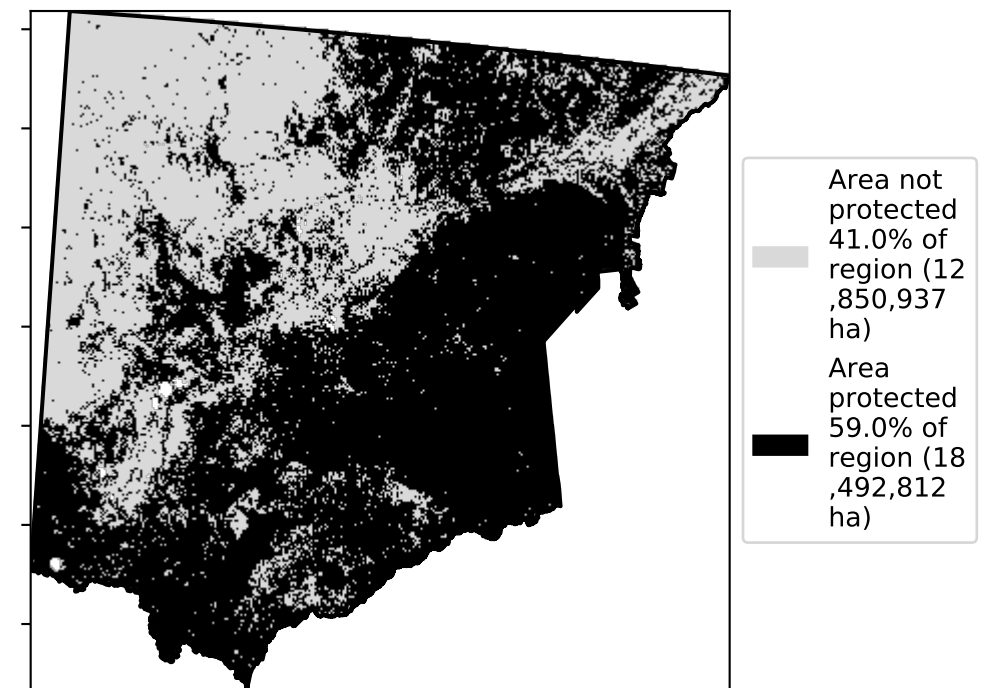 Area not
protected
41.0% of
region (12
,850,937
ha)
Area
protected
59.0% of
region (18
,492,812
ha)